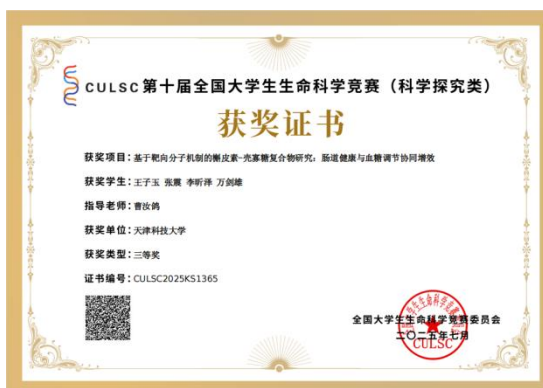 CULSC第十届全国大学生生命科学竞赛（科学探究类）
获奖证书
获奖项目：基于靶向分子机制的槲皮素-壳寡糖复合物研究：肠道健康与血糖调节协同增效
获奖学生：王子玉 张震 李昕泽 万剑雄
指导老师：曹汝鸽
获奖单位：天津科技大学
获奖类型：三等奖
证书编号：CULSC2025KS1365
全国大学生生命科学竞赛委员会
二〇二五年七月
CULSC